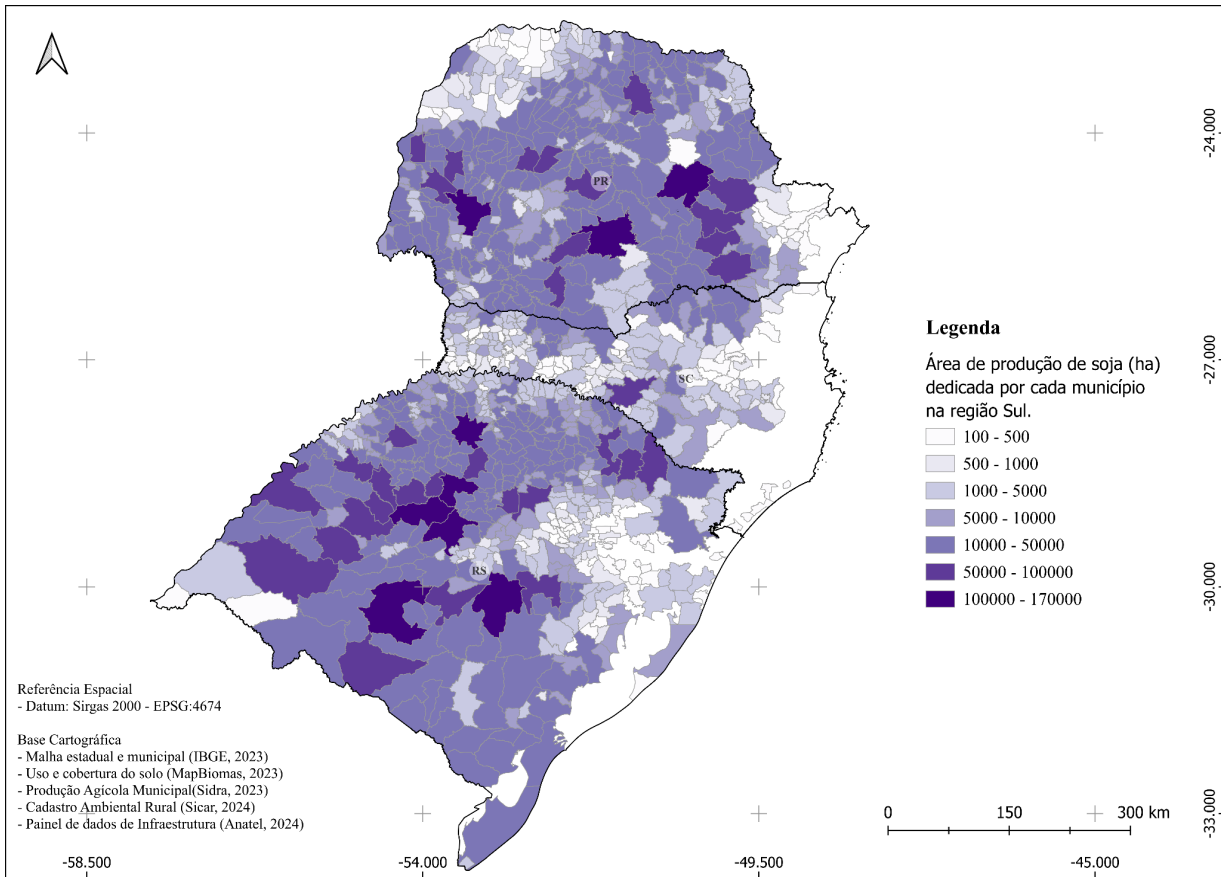 PR
SC
RS
-24.000
-27.000
-30.000
-33.000
Legenda
Área de produção de soja (ha)
dedicada por cada município
na região Sul.
100 - 500
500 - 1000
1000 - 5000
5000 - 10000
10000 - 50000
50000 - 100000
100000 - 170000
Referência Espacial
- Datum: Sirgas 2000 - EPSG:4674
Base Cartográfica
- Malha estadual e municipal (IBGE, 2023)
- Uso e cobertura do solo (MapBiomas, 2023)
- Produção Agícola Municipal(Sidra, 2023)
- Cadastro Ambiental Rural (Sicar, 2024)
- Painel de dados de Infraestrutura (Anatel, 2024)
0 150 300 km
-58.500 -54.000 -49.500 -45.000